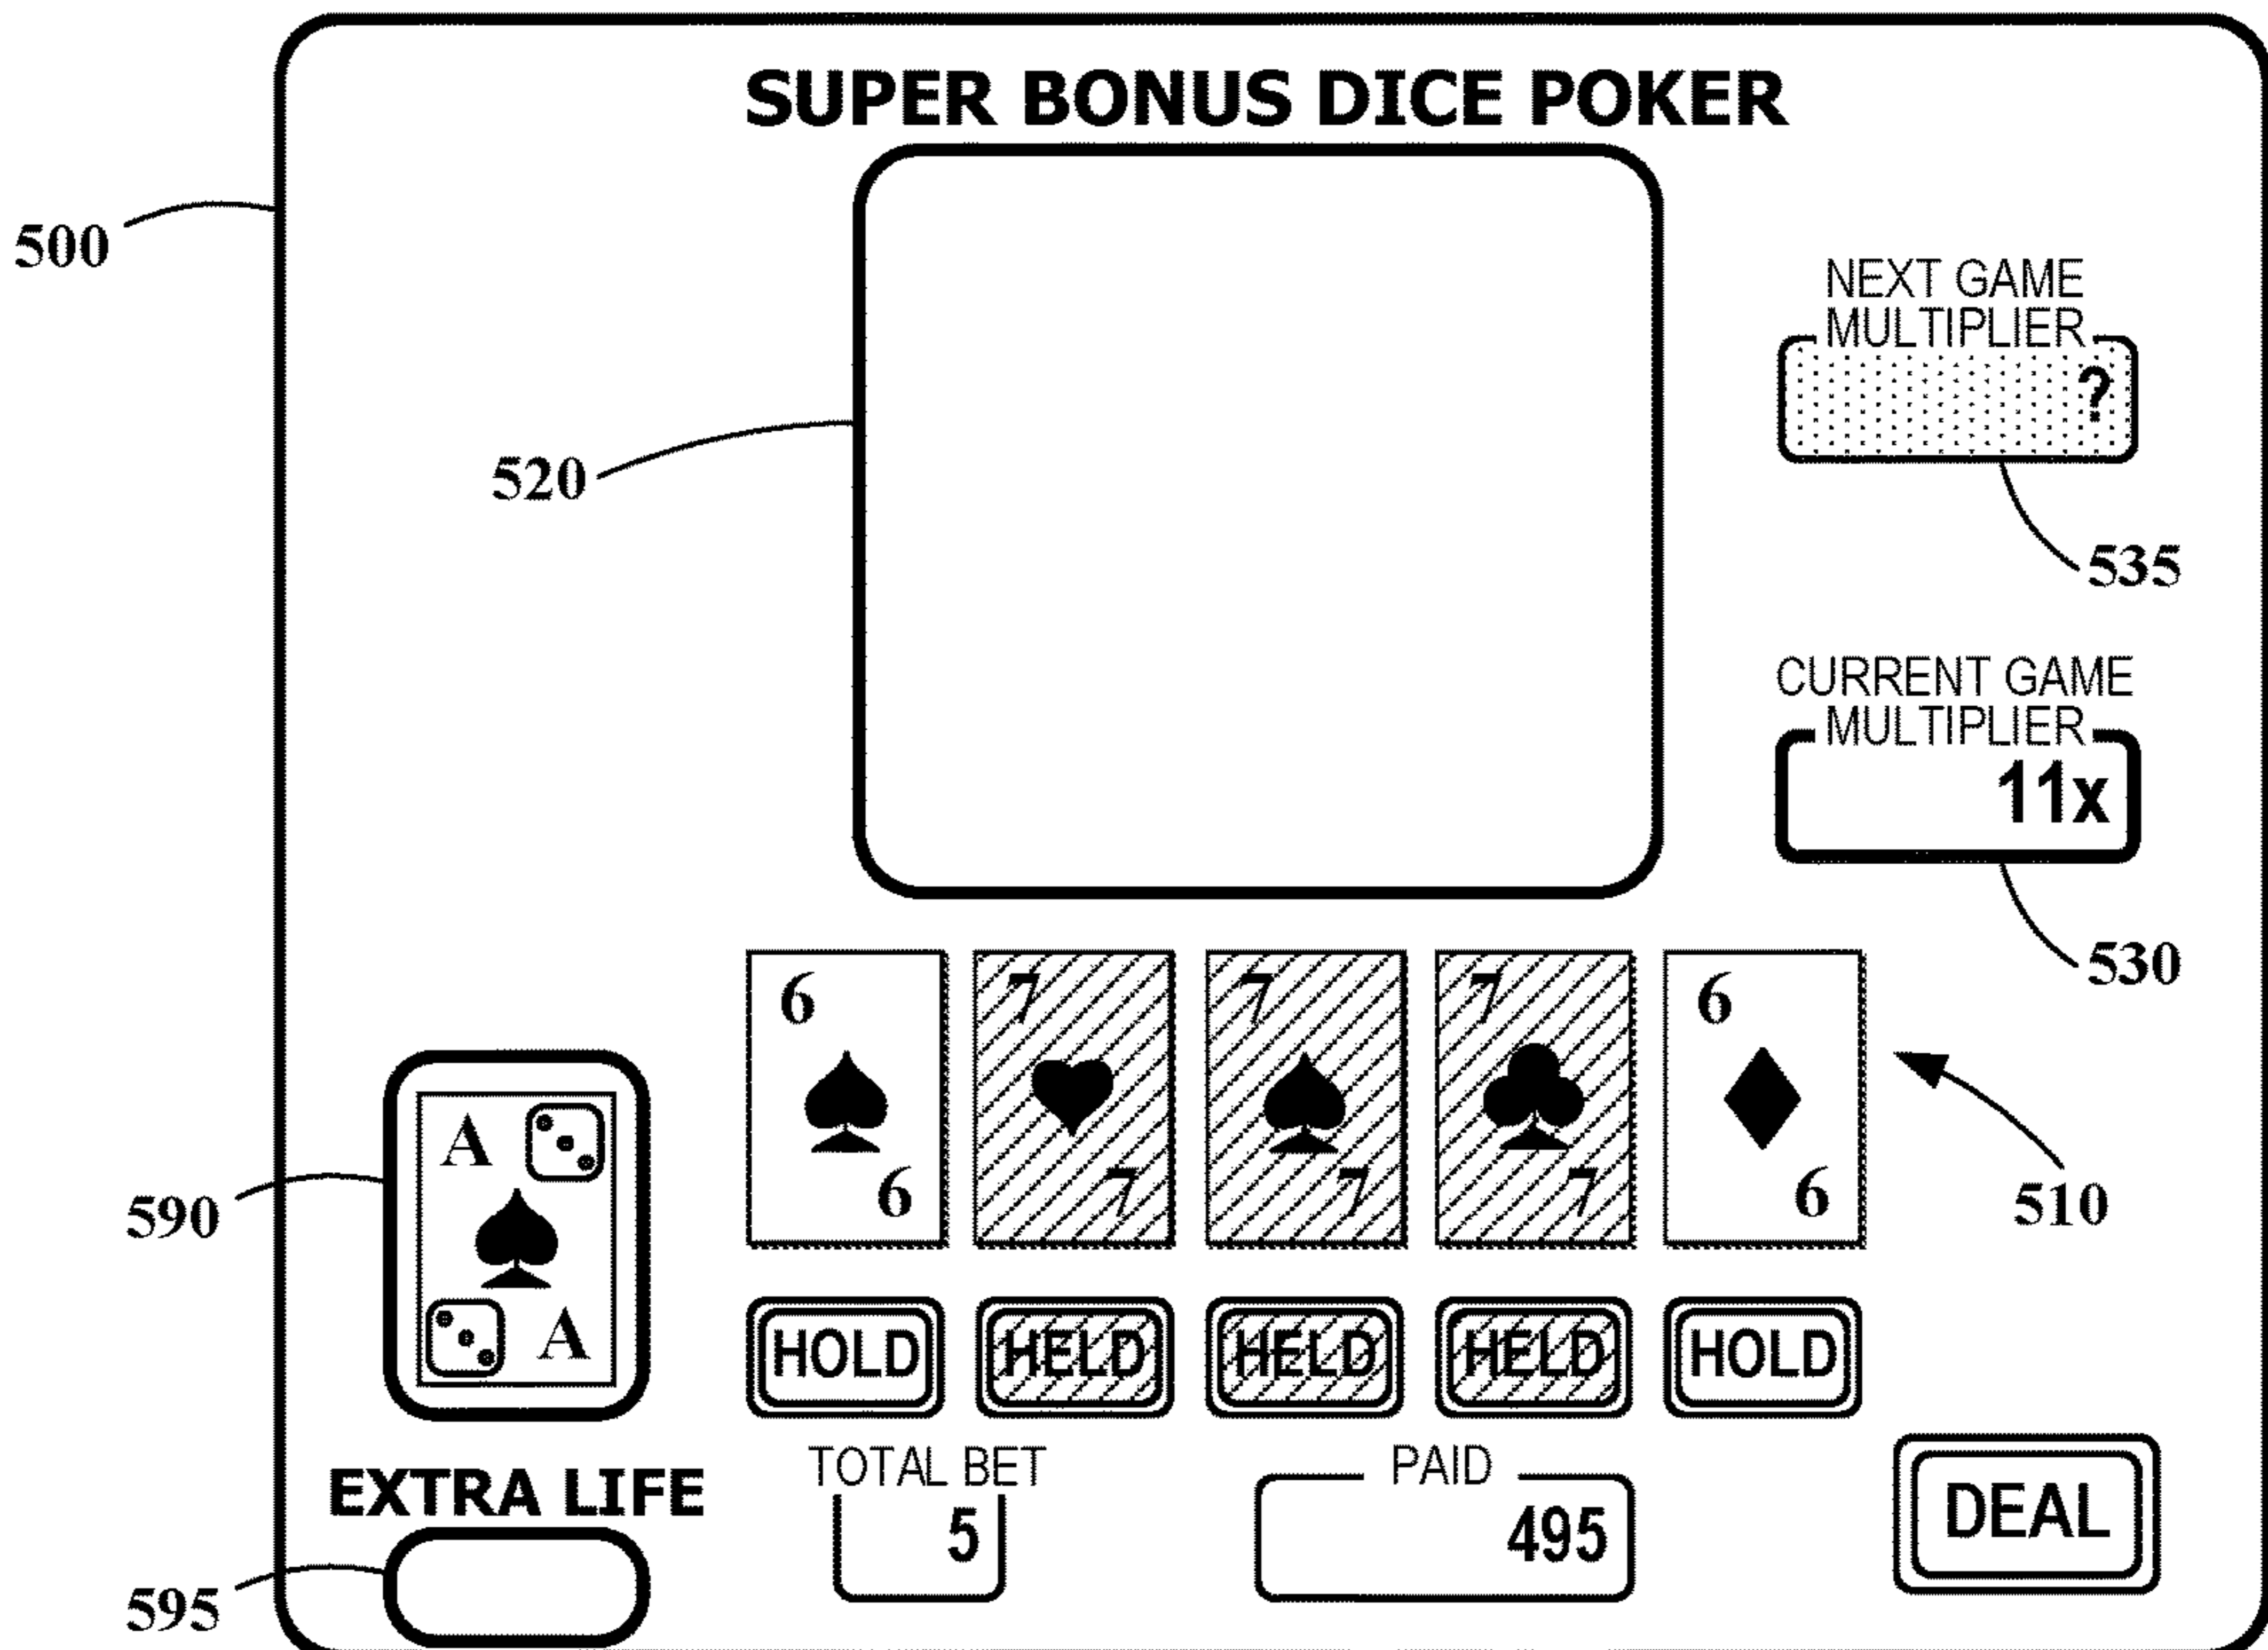 SUPER BONUS DICE POKER
500
520
NEXT GAME
MULTIPLIER
?
535
CURRENT GAME
MULTIPLIER
11x
530
6 7 7 7 6
6 7 7 7 6
510
A
A
590
HOLD HELD HELD HELD HOLD
EXTRA LIFE
595
TOTAL BET
5
PAID
495
DEAL